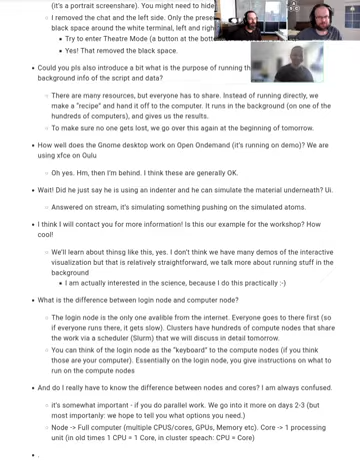 (it's a portrait screenshare). You might need to hide
I removed the chat and the left side. Only the prese
black space around the white terminal, left and righ
Try to enter Theatre Mode (a button at the botto
Yes! That removed the black space.
Could you pls also introduce a bit what is the purpose of running th
background info of the script and data?
There are many resources, but everyone has to share. Instead of running directly, we
make a "recipe" and hand it off to the computer. It runs in the background (on one of the
hundreds of computers), and gives us the results.
To make sure no one gets lost, we go over this again at the beginning of tomorrow.
How well does the Gnome desktop work on Open Ondemand (it's running on demo)? We are
using xfce on Oulu
Oh yes. Hm, then I'm behind. I think these are generally OK.
Wait! Did he just say he is using an indenter and he can simulate the material underneath? Ui.
Answered on stream, it's simulating something pushing on the simulated atoms.
I think I will contact you for more information! Is this our example for the workshop? How
cool!
We'll learn about thinsg like this, yes. I don't think we have many demos of the interactive
visualization but that is relatively straightforward, we talk more about running stuff in the
background
I am actually interested in the science, because I do this practically :-)
What is the difference between login node and computer node?
The login node is the only one avalible from the internet. Everyone goes to there first (so
if everyone runs there, it gets slow). Clusters have hundreds of compute nodes that share
the work via a scheduler (Slurm) that we will discuss in detail tomorrow.
You can think of the login node as the "keyboard" to the compute nodes (if you think
those are your computer). Essentially on the login node, you give instructions on what to
run on the compute nodes
And do I really have to know the difference between nodes and cores? I am always confused.
it's somewhat important - if you do parallel work. We go into it more on days 2-3 (but
most importanly: we hope to tell you what options you need.)
Node -> Full computer (multiple CPUS/cores, GPUs, Memory etc). Core -> 1 processing
unit (in old times 1 CPU = 1 Core, in cluster speach: CPU = Core)
.